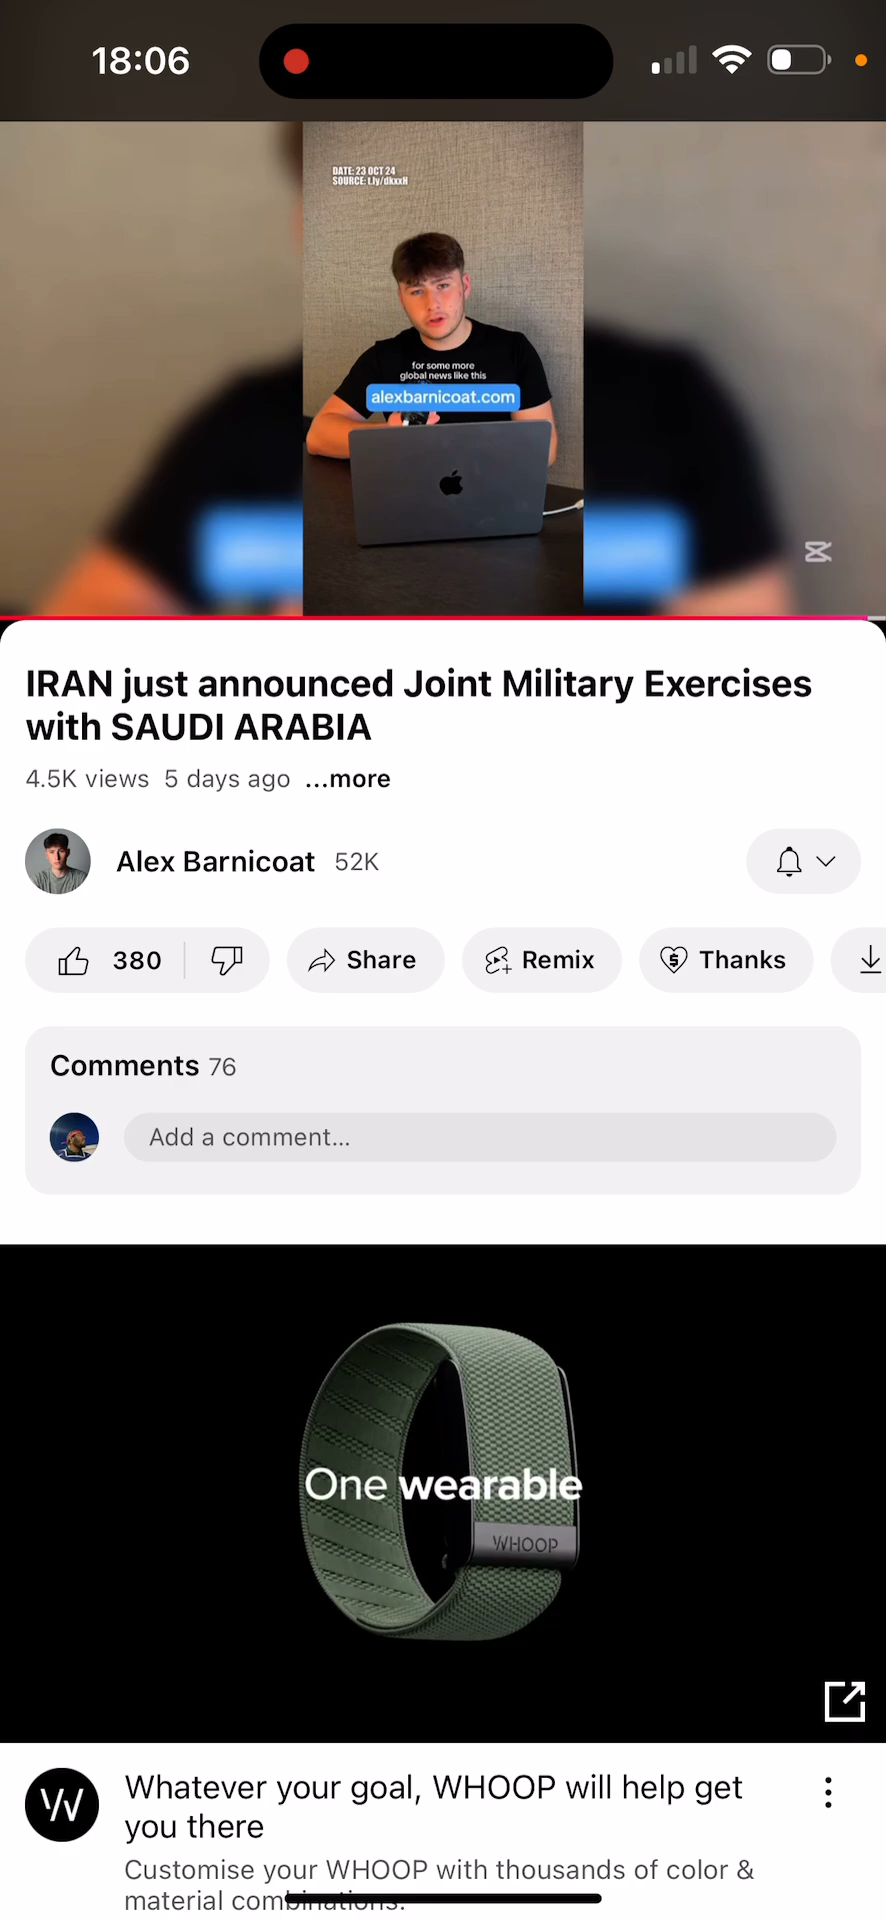 18:06
DATE: 23 OCT 24
SOURCE: t.ly/dkxxH
for some more
global news like this
alexbarnicoat.com
IRAN just announced Joint Military Exercises
with SAUDI ARABIA
4.5K views 5 days ago ...more
Alex Barnicoat 52K
380
Share
Remix
Thanks
Comments 76
Add a comment...
One wearable
WHOOP
Whatever your goal, WHOOP will help get
you there
Customise your WHOOP with thousands of color &
material combinations.